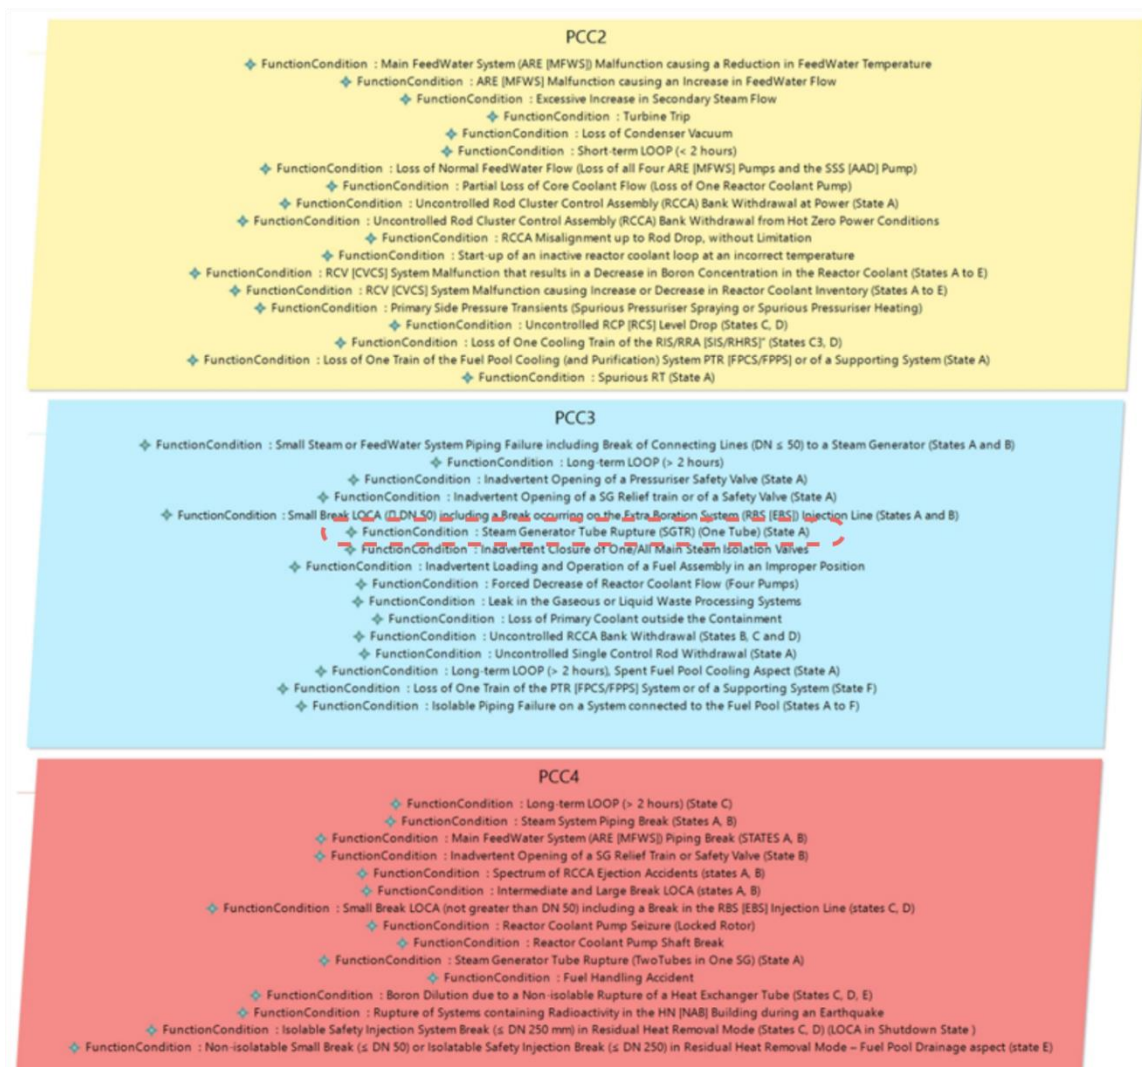 PCC2
FunctionCondition : Main FeedWater System (ARE [MFWS]) Malfunction causing a Reduction in FeedWater Temperature
FunctionCondition : ARE [MFWS] Malfunction causing an Increase in FeedWater Flow
FunctionCondition : Excessive Increase in Secondary Steam Flow
FunctionCondition : Turbine Trip
FunctionCondition : Loss of Condenser Vacuum
FunctionCondition : Short-term LOOP (< 2 hours)
FunctionCondition : Loss of Normal FeedWater Flow (Loss of all Four ARE [MFWS] Pumps and the SSS [AAD] Pump)
FunctionCondition : Partial Loss of Core Coolant Flow (Loss of One Reactor Coolant Pump)
FunctionCondition : Uncontrolled Rod Cluster Control Assembly (RCCA) Bank Withdrawal at Power (State A)
FunctionCondition : Uncontrolled Rod Cluster Control Assembly (RCCA) Bank Withdrawal from Hot Zero Power Conditions
FunctionCondition : RCCA Misalignment up to Rod Drop, without Limitation
FunctionCondition : Start-up of an inactive reactor coolant loop at an incorrect temperature
FunctionCondition : RCV [CVCS] System Malfunction that results in a Decrease in Boron Concentration in the Reactor Coolant (States A to E)
FunctionCondition : RCV [CVCS] System Malfunction causing Increase or Decrease in Reactor Coolant Inventory (States A to E)
FunctionCondition : Primary Side Pressure Transients (Spurious Pressuriser Spraying or Spurious Pressuriser Heating)
FunctionCondition : Uncontrolled RCP [RCS] Level Drop (States C, D)
FunctionCondition : Loss of One Cooling Train of the RIS/RRA [SIS/RHRS]" (States C3, D)
FunctionCondition : Loss of One Train of the Fuel Pool Cooling (and Purification) System PTR [FPCS/FPPS] or of a Supporting System (State A)
FunctionCondition : Spurious RT (State A)
PCC3
FunctionCondition : Small Steam or FeedWater System Piping Failure including Break of Connecting Lines (DN ≤ 50) to a Steam Generator (States A and B)
FunctionCondition : Long-term LOOP (> 2 hours)
FunctionCondition : Inadvertent Opening of a Pressuriser Safety Valve (State A)
FunctionCondition : Inadvertent Opening of a SG Relief train or of a Safety Valve (State A)
FunctionCondition : Small Break LOCA (▯ DN 50) including a Break occurring on the Extra Boration System (RBS [EBS]) Injection Line (States A and B)
FunctionCondition : Steam Generator Tube Rupture (SGTR) (One Tube) (State A)
FunctionCondition : Inadvertent Closure of One/All Main Steam Isolation Valves
FunctionCondition : Inadvertent Loading and Operation of a Fuel Assembly in an Improper Position
FunctionCondition : Forced Decrease of Reactor Coolant Flow (Four Pumps)
FunctionCondition : Leak in the Gaseous or Liquid Waste Processing Systems
FunctionCondition : Loss of Primary Coolant outside the Containment
FunctionCondition : Uncontrolled RCCA Bank Withdrawal (States B, C and D)
FunctionCondition : Uncontrolled Single Control Rod Withdrawal (State A)
FunctionCondition : Long-term LOOP (> 2 hours), Spent Fuel Pool Cooling Aspect (State A)
FunctionCondition : Loss of One Train of the PTR [FPCS/FPPS] System or of a Supporting System (State F)
FunctionCondition : Isolable Piping Failure on a System connected to the Fuel Pool (States A to F)
PCC4
FunctionCondition : Long-term LOOP (> 2 hours) (State C)
FunctionCondition : Steam System Piping Break (States A, B)
FunctionCondition : Main FeedWater System (ARE [MFWS]) Piping Break (STATES A, B)
FunctionCondition : Inadvertent Opening of a SG Relief Train or Safety Valve (State B)
FunctionCondition : Spectrum of RCCA Ejection Accidents (states A, B)
FunctionCondition : Intermediate and Large Break LOCA (states A, B)
FunctionCondition : Small Break LOCA (not greater than DN 50) including a Break in the RBS [EBS] Injection Line (states C, D)
FunctionCondition : Reactor Coolant Pump Seizure (Locked Rotor)
FunctionCondition : Reactor Coolant Pump Shaft Break
FunctionCondition : Steam Generator Tube Rupture (TwoTubes in One SG) (State A)
FunctionCondition : Fuel Handling Accident
FunctionCondition : Boron Dilution due to a Non-isolable Rupture of a Heat Exchanger Tube (States C, D, E)
FunctionCondition : Rupture of Systems containing Radioactivity in the HN [NAB] Building during an Earthquake
FunctionCondition : Isolable Safety Injection System Break (≤ DN 250 mm) in Residual Heat Removal Mode (States C, D) (LOCA in Shutdown State )
FunctionCondition : Non-isolatable Small Break (≤ DN 50) or Isolatable Safety Injection Break (≤ DN 250) in Residual Heat Removal Mode – Fuel Pool Drainage aspect (state E)